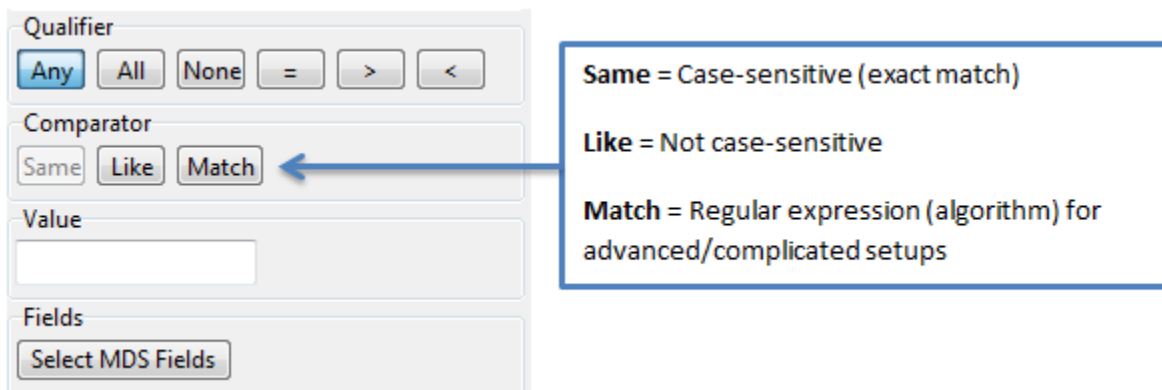 Qualifier
Any All None = > <
Comparator
Same Like Match
Value
Fields
Select MDS Fields
Same = Case-sensitive (exact match)
Like = Not case-sensitive
Match = Regular expression (algorithm) for
advanced/complicated setups